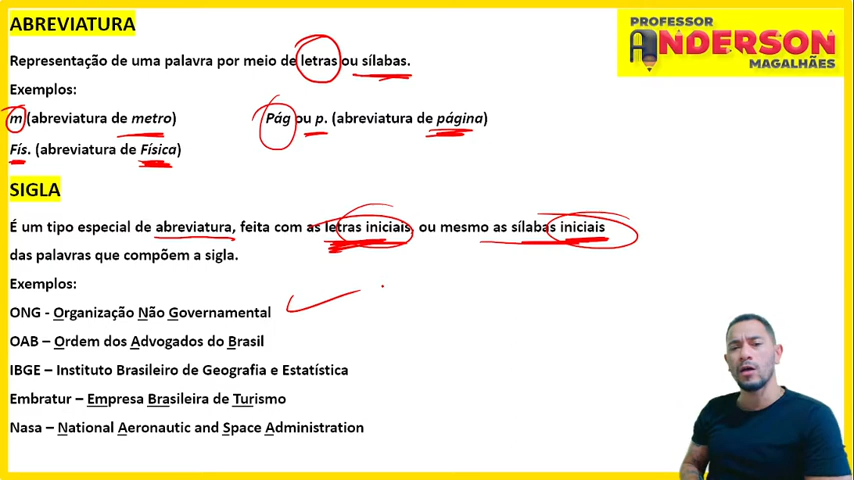 ABREVIATURA
PROFESSOR
ANDERSON
MAGALHÃES
Representação de uma palavra por meio de letras ou sílabas.
Exemplos:
m (abreviatura de metro) Pág ou p. (abreviatura de página)
Fís. (abreviatura de Física)
SIGLA
É um tipo especial de abreviatura, feita com as letras iniciais, ou mesmo as sílabas iniciais
das palavras que compõem a sigla.
Exemplos:
ONG - Organização Não Governamental
OAB – Ordem dos Advogados do Brasil
IBGE – Instituto Brasileiro de Geografia e Estatística
Embratur – Empresa Brasileira de Turismo
Nasa – National Aeronautic and Space Administration